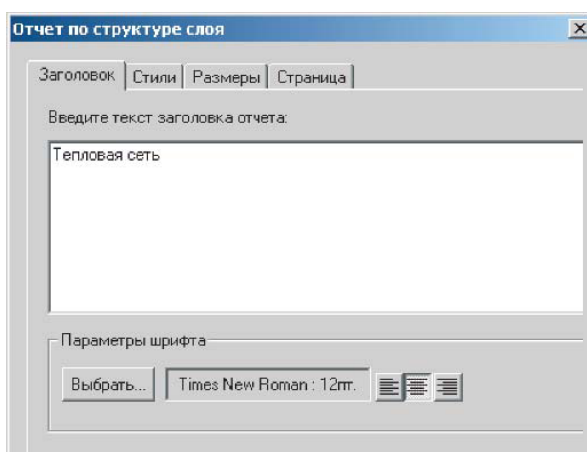 Отчет по структуре слоя
Заголовок Стили Размеры Страница
Введите текст заголовка отчета:
Тепловая сеть
Параметры шрифта
Выбрать... Times New Roman : 12пт.